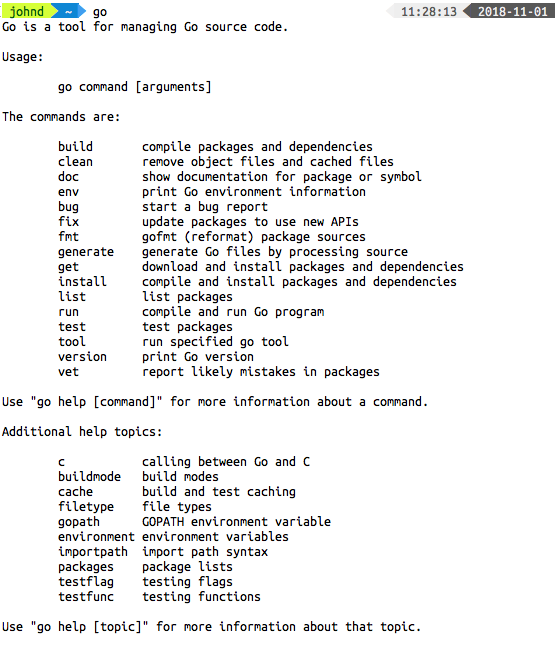 johnd ~ go 11:28:13 2018-11-01
Go is a tool for managing Go source code.
Usage:
go command [arguments]
The commands are:
build compile packages and dependencies
clean remove object files and cached files
doc show documentation for package or symbol
env print Go environment information
bug start a bug report
fix update packages to use new APIs
fmt gofmt (reformat) package sources
generate generate Go files by processing source
get download and install packages and dependencies
install compile and install packages and dependencies
list list packages
run compile and run Go program
test test packages
tool run specified go tool
version print Go version
vet report likely mistakes in packages
Use "go help [command]" for more information about a command.
Additional help topics:
c calling between Go and C
buildmode build modes
cache build and test caching
filetype file types
gopath GOPATH environment variable
environment environment variables
importpath import path syntax
packages package lists
testflag testing flags
testfunc testing functions
Use "go help [topic]" for more information about that topic.